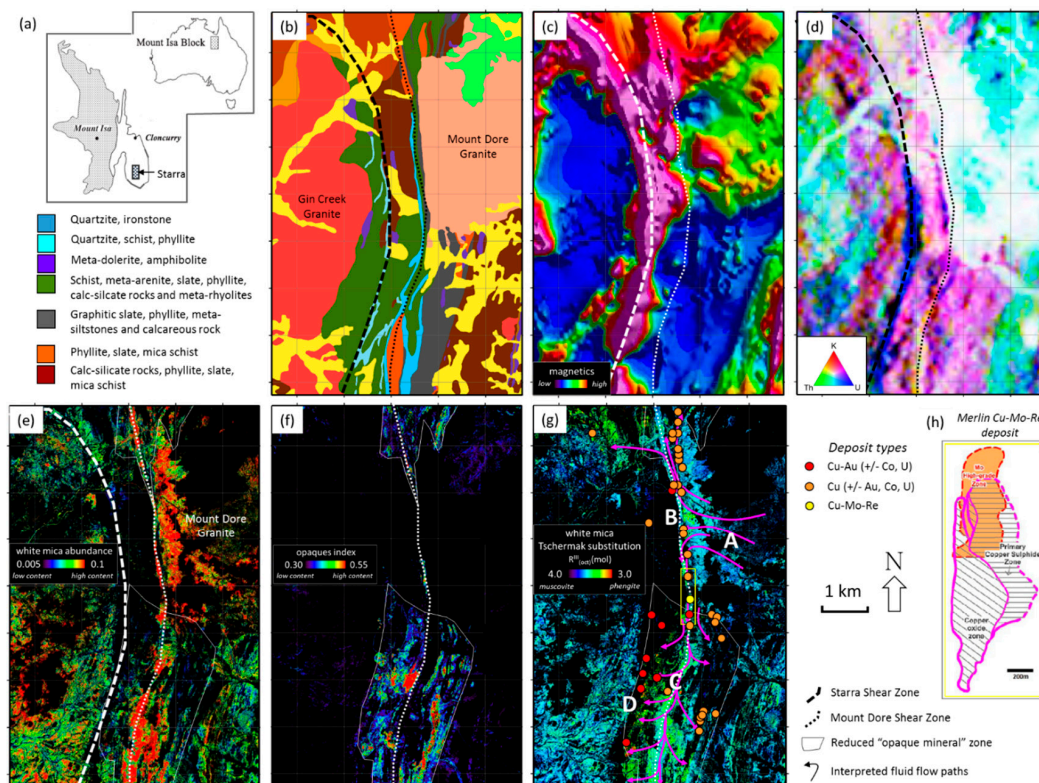 (a)
Mount Isa
Block
Mount Isa
Cloncurry
Starra
Quartzite, ironstone
Quartzite, schist, phyllite
Meta-dolerite, amphibolite
Schist, meta-arenite, slate, phyllite,
calc-silcate rocks and meta-rhyolites
Graphitic slate, phyllite, meta-
siltstones and calcareous rock
Phyllite, slate, mica schist
Calc-silicate rocks, phyllite, slate,
mica schist
(b)
Gin Creek
Granite
Mount Dore
Granite
(c)
magnetics
low
high
(d)
K
Th
U
(e)
Mount Dore
Granite
white mica abundance
0.005
0.1
low content
high content
(f)
opaques index
0.30
0.55
low content
high content
(g)
B
A
white mica
Tschermak substitution
R^III (oct)(mol)
4.0
3.0
muscovite
phengite
C
D
Deposit types
Cu-Au (+/- Co, U)
Cu (+/- Au, Co, U)
Cu-Mo-Re
N
1 km
(h)
Merlin Cu-Mo-Re
deposit
Primary
Copper Sulphide
Zone
Copper
oxide
zone
200m
Starra Shear Zone
Mount Dore Shear Zone
Reduced “opaque mineral” zone
Interpreted fluid flow paths